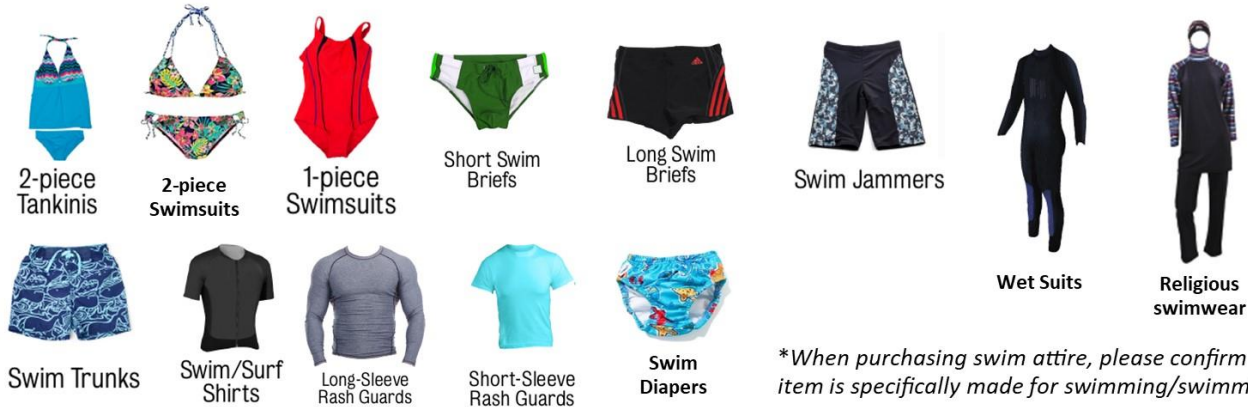 2-piece
Tankinis
2-piece
Swimsuits
1-piece
Swimsuits
Short Swim
Briefs
Long Swim
Briefs
Swim Jammers
Wet Suits
Religious
swimwear
Swim Trunks
Swim/Surf
Shirts
Long-Sleeve
Rash Guards
Short-Sleeve
Rash Guards
Swim
Diapers
*When purchasing swim attire, please confirm
item is specifically made for swimming/swimm